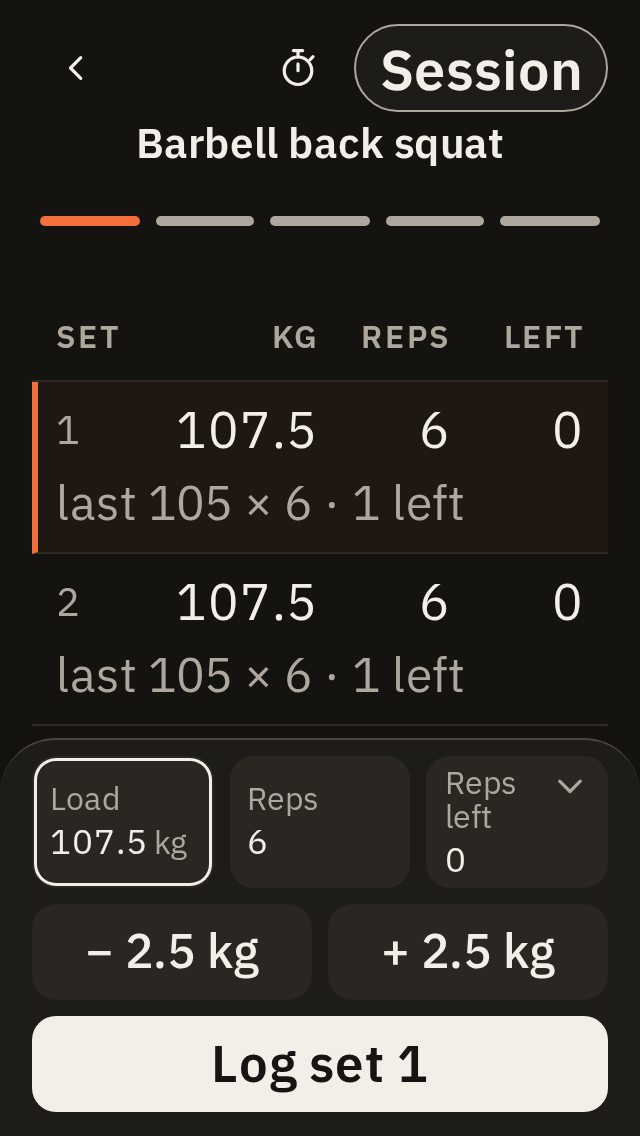 Session
Barbell back squat
SET KG REPS LEFT
1 107.5 6 0
last 105 × 6 · 1 left
2 107.5 6 0
last 105 × 6 · 1 left
Load
107.5 kg
Reps
6
Reps
left
0
− 2.5 kg
+ 2.5 kg
Log set 1